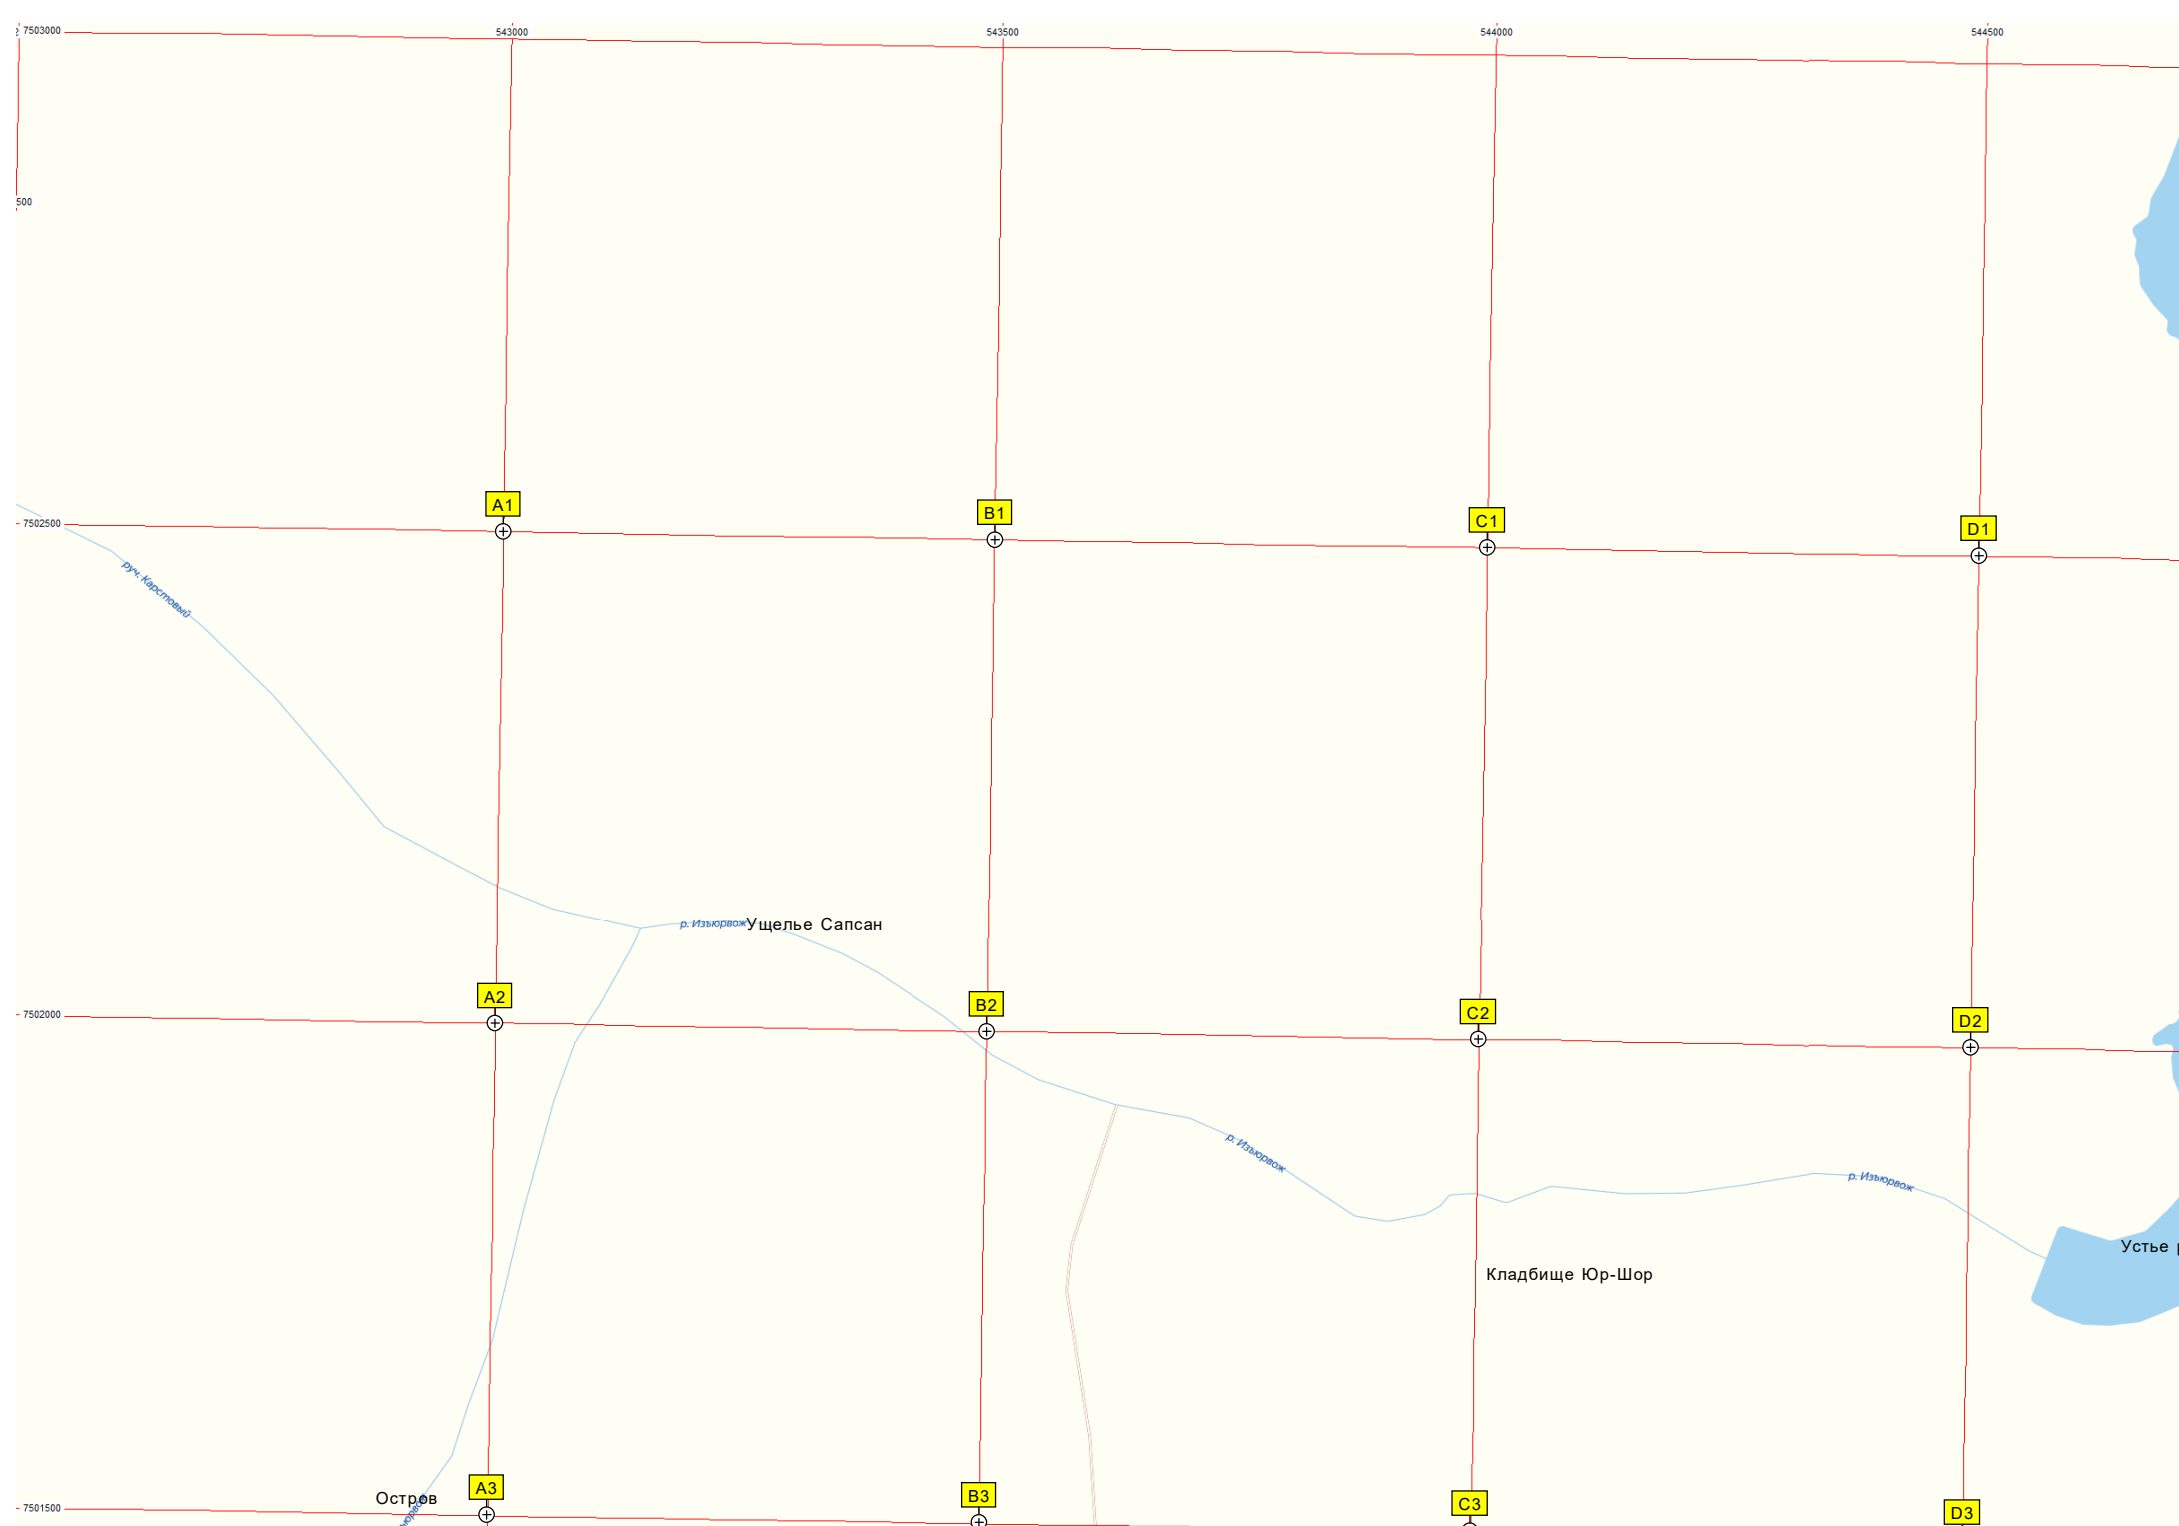 7503000
543000
543500
544000
544500
500
A1
B1
C1
D1
7502500
руч. Карстовый
р. Изъюрвож
Ущелье Сапсан
A2
B2
C2
D2
7502000
р. Изъюрвож
р. Изъюрвож
Устье
Кладбище Юр-Шор
A3
B3
C3
D3
Остров
7501500